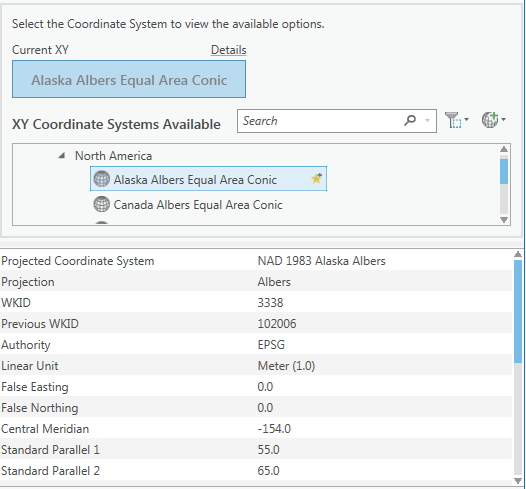 Select the Coordinate System to view the available options.
Current XY Details
Alaska Albers Equal Area Conic
XY Coordinate Systems Available Search
North America
Alaska Albers Equal Area Conic
Canada Albers Equal Area Conic
Projected Coordinate System NAD 1983 Alaska Albers
Projection Albers
WKID 3338
Previous WKID 102006
Authority EPSG
Linear Unit Meter (1.0)
False Easting 0.0
False Northing 0.0
Central Meridian -154.0
Standard Parallel 1 55.0
Standard Parallel 2 65.0